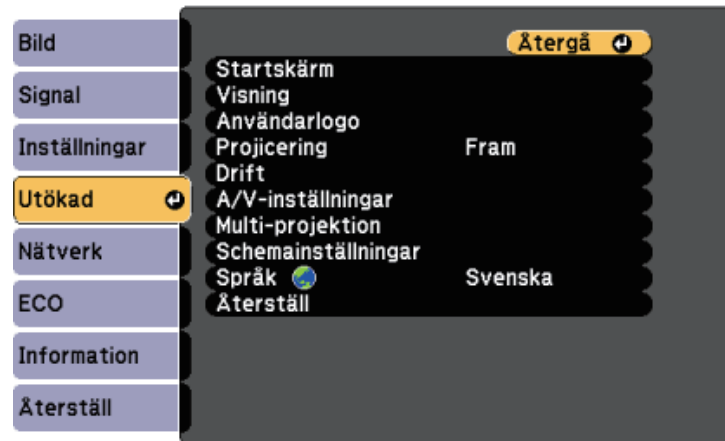 Bild
Signal
Inställningar
Utökad
Nätverk
ECO
Information
Återställ
Återgå
Startskärm
Visning
Användarlogo
Projicering Fram
Drift
A/V-inställningar
Multi-projektion
Schemainställningar
Språk Svenska
Återställ